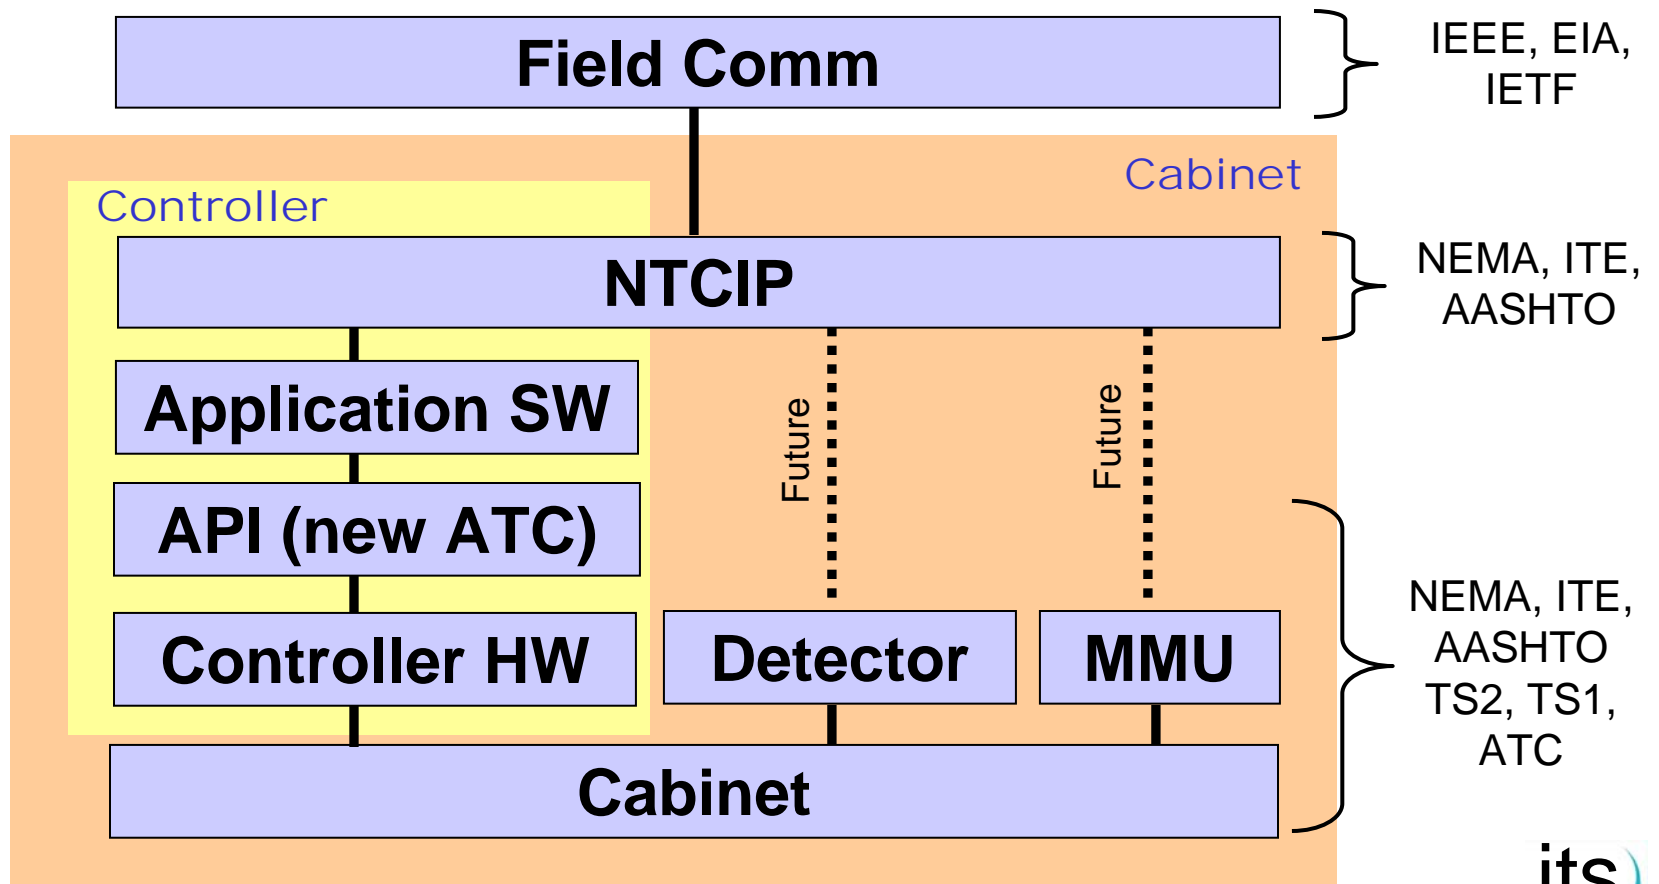 Field Comm
IEEE, EIA,
IETF
Cabinet
Controller
NTCIP
NEMA, ITE,
AASHTO
Application SW
Future
Future
API (new ATC)
Controller HW
Detector
MMU
NEMA, ITE,
AASHTO
TS2, TS1,
ATC
Cabinet
its